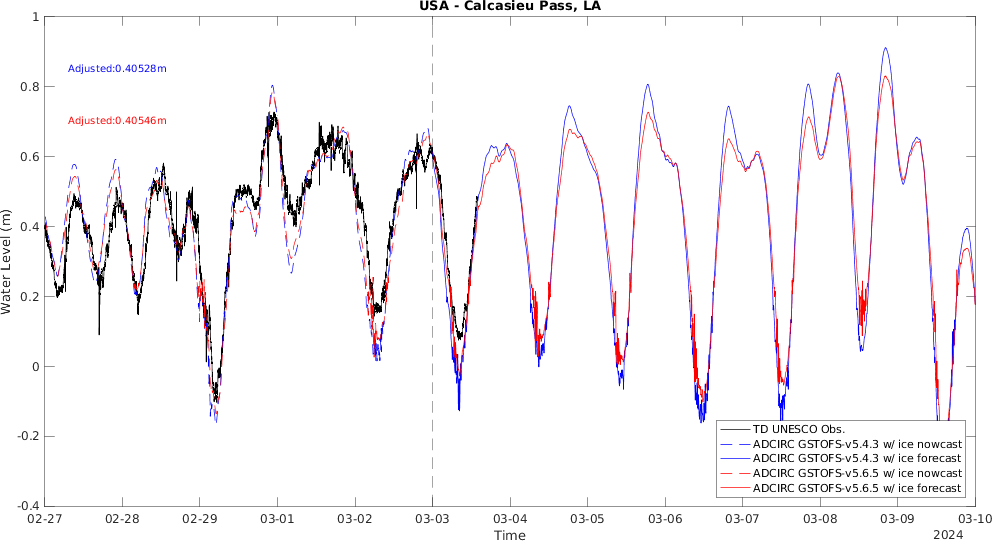 USA - Calcasieu Pass, LA
Adjusted:0.40528m
Adjusted:0.40546m
Water Level (m)
1
0.8
0.6
0.4
0.2
0
-0.2
-0.4
TD UNESCO Obs.
ADCIRC GSTOFS-v5.4.3 w/ ice nowcast
ADCIRC GSTOFS-v5.4.3 w/ ice forecast
ADCIRC GSTOFS-v5.6.5 w/ ice nowcast
ADCIRC GSTOFS-v5.6.5 w/ ice forecast
02-27 02-28 02-29 03-01 03-02 03-03 03-04 03-05 03-06 03-07 03-08 03-09 03-10
Time
2024